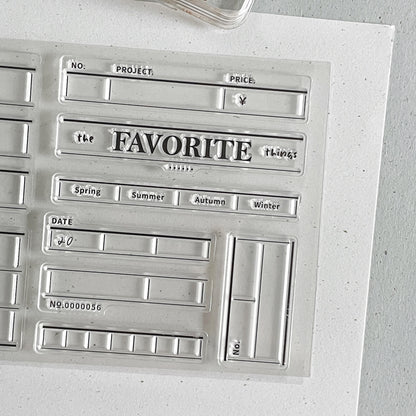 NO. PROJECT. PRICE.
¥
the FAVORITE things
Spring Summer Autumn Winter
DATE
20
NO.0000056
No.